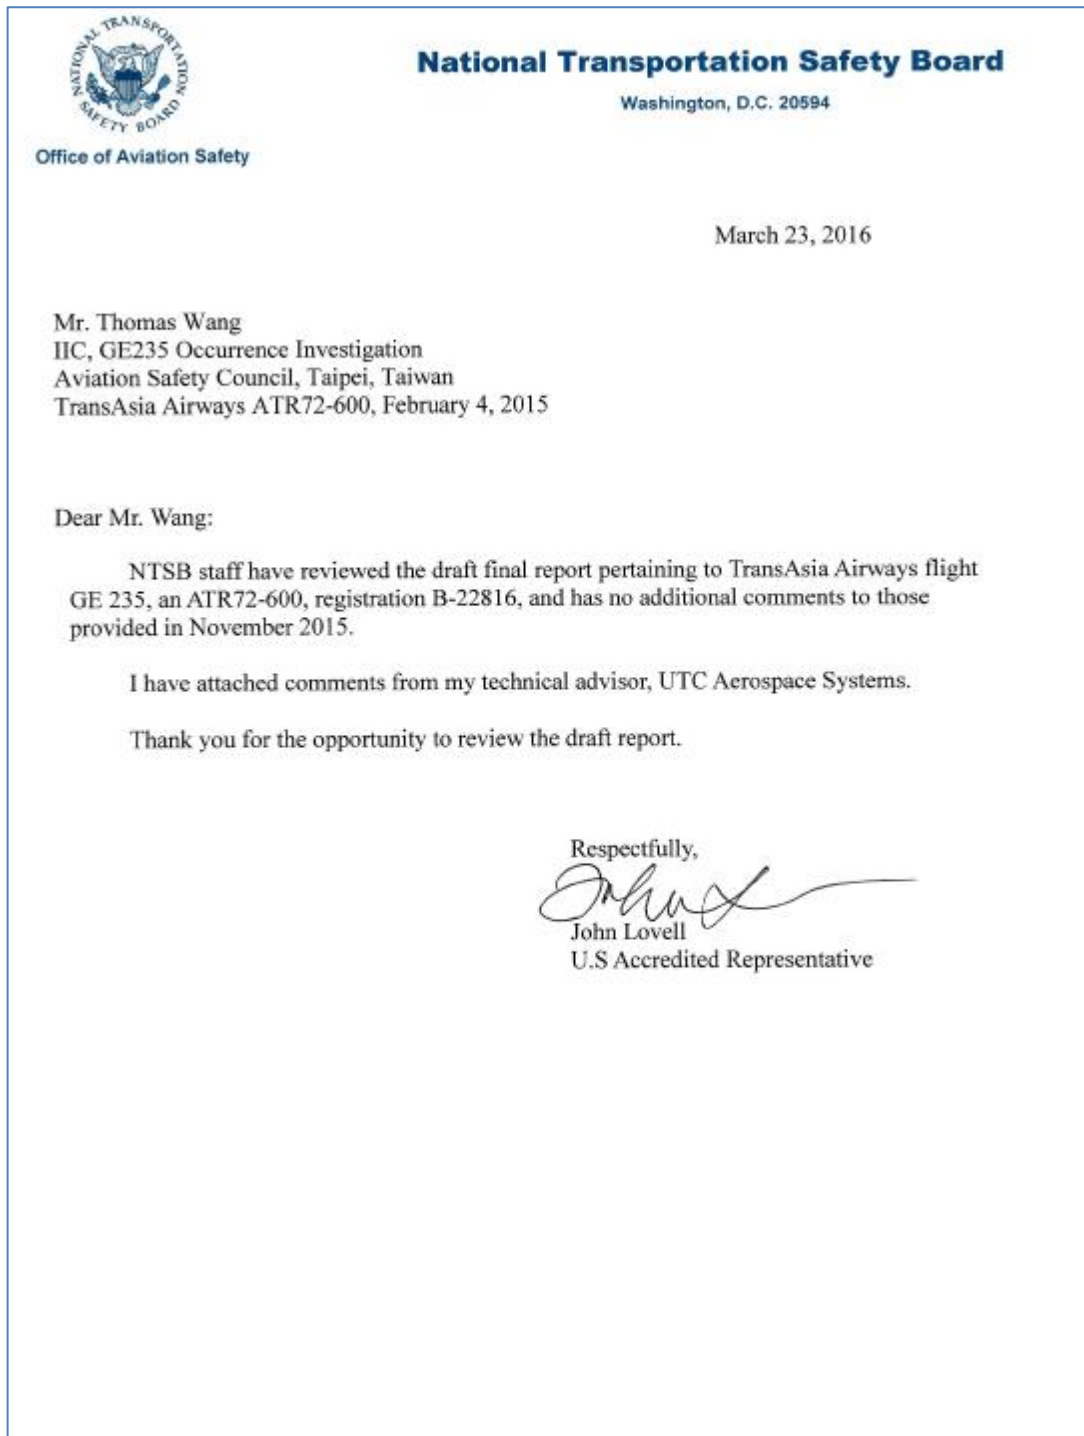 NATIONAL TRANSPORTATION SAFETY BOARD
Office of Aviation Safety
National Transportation Safety Board
Washington, D.C. 20594
March 23, 2016
Mr. Thomas Wang
IIC, GE235 Occurrence Investigation
Aviation Safety Council, Taipei, Taiwan
TransAsia Airways ATR72-600, February 4, 2015
Dear Mr. Wang:
NTSB staff have reviewed the draft final report pertaining to TransAsia Airways flight
GE 235, an ATR72-600, registration B-22816, and has no additional comments to those
provided in November 2015.
I have attached comments from my technical advisor, UTC Aerospace Systems.
Thank you for the opportunity to review the draft report.
Respectfully,
John Lovell
U.S Accredited Representative